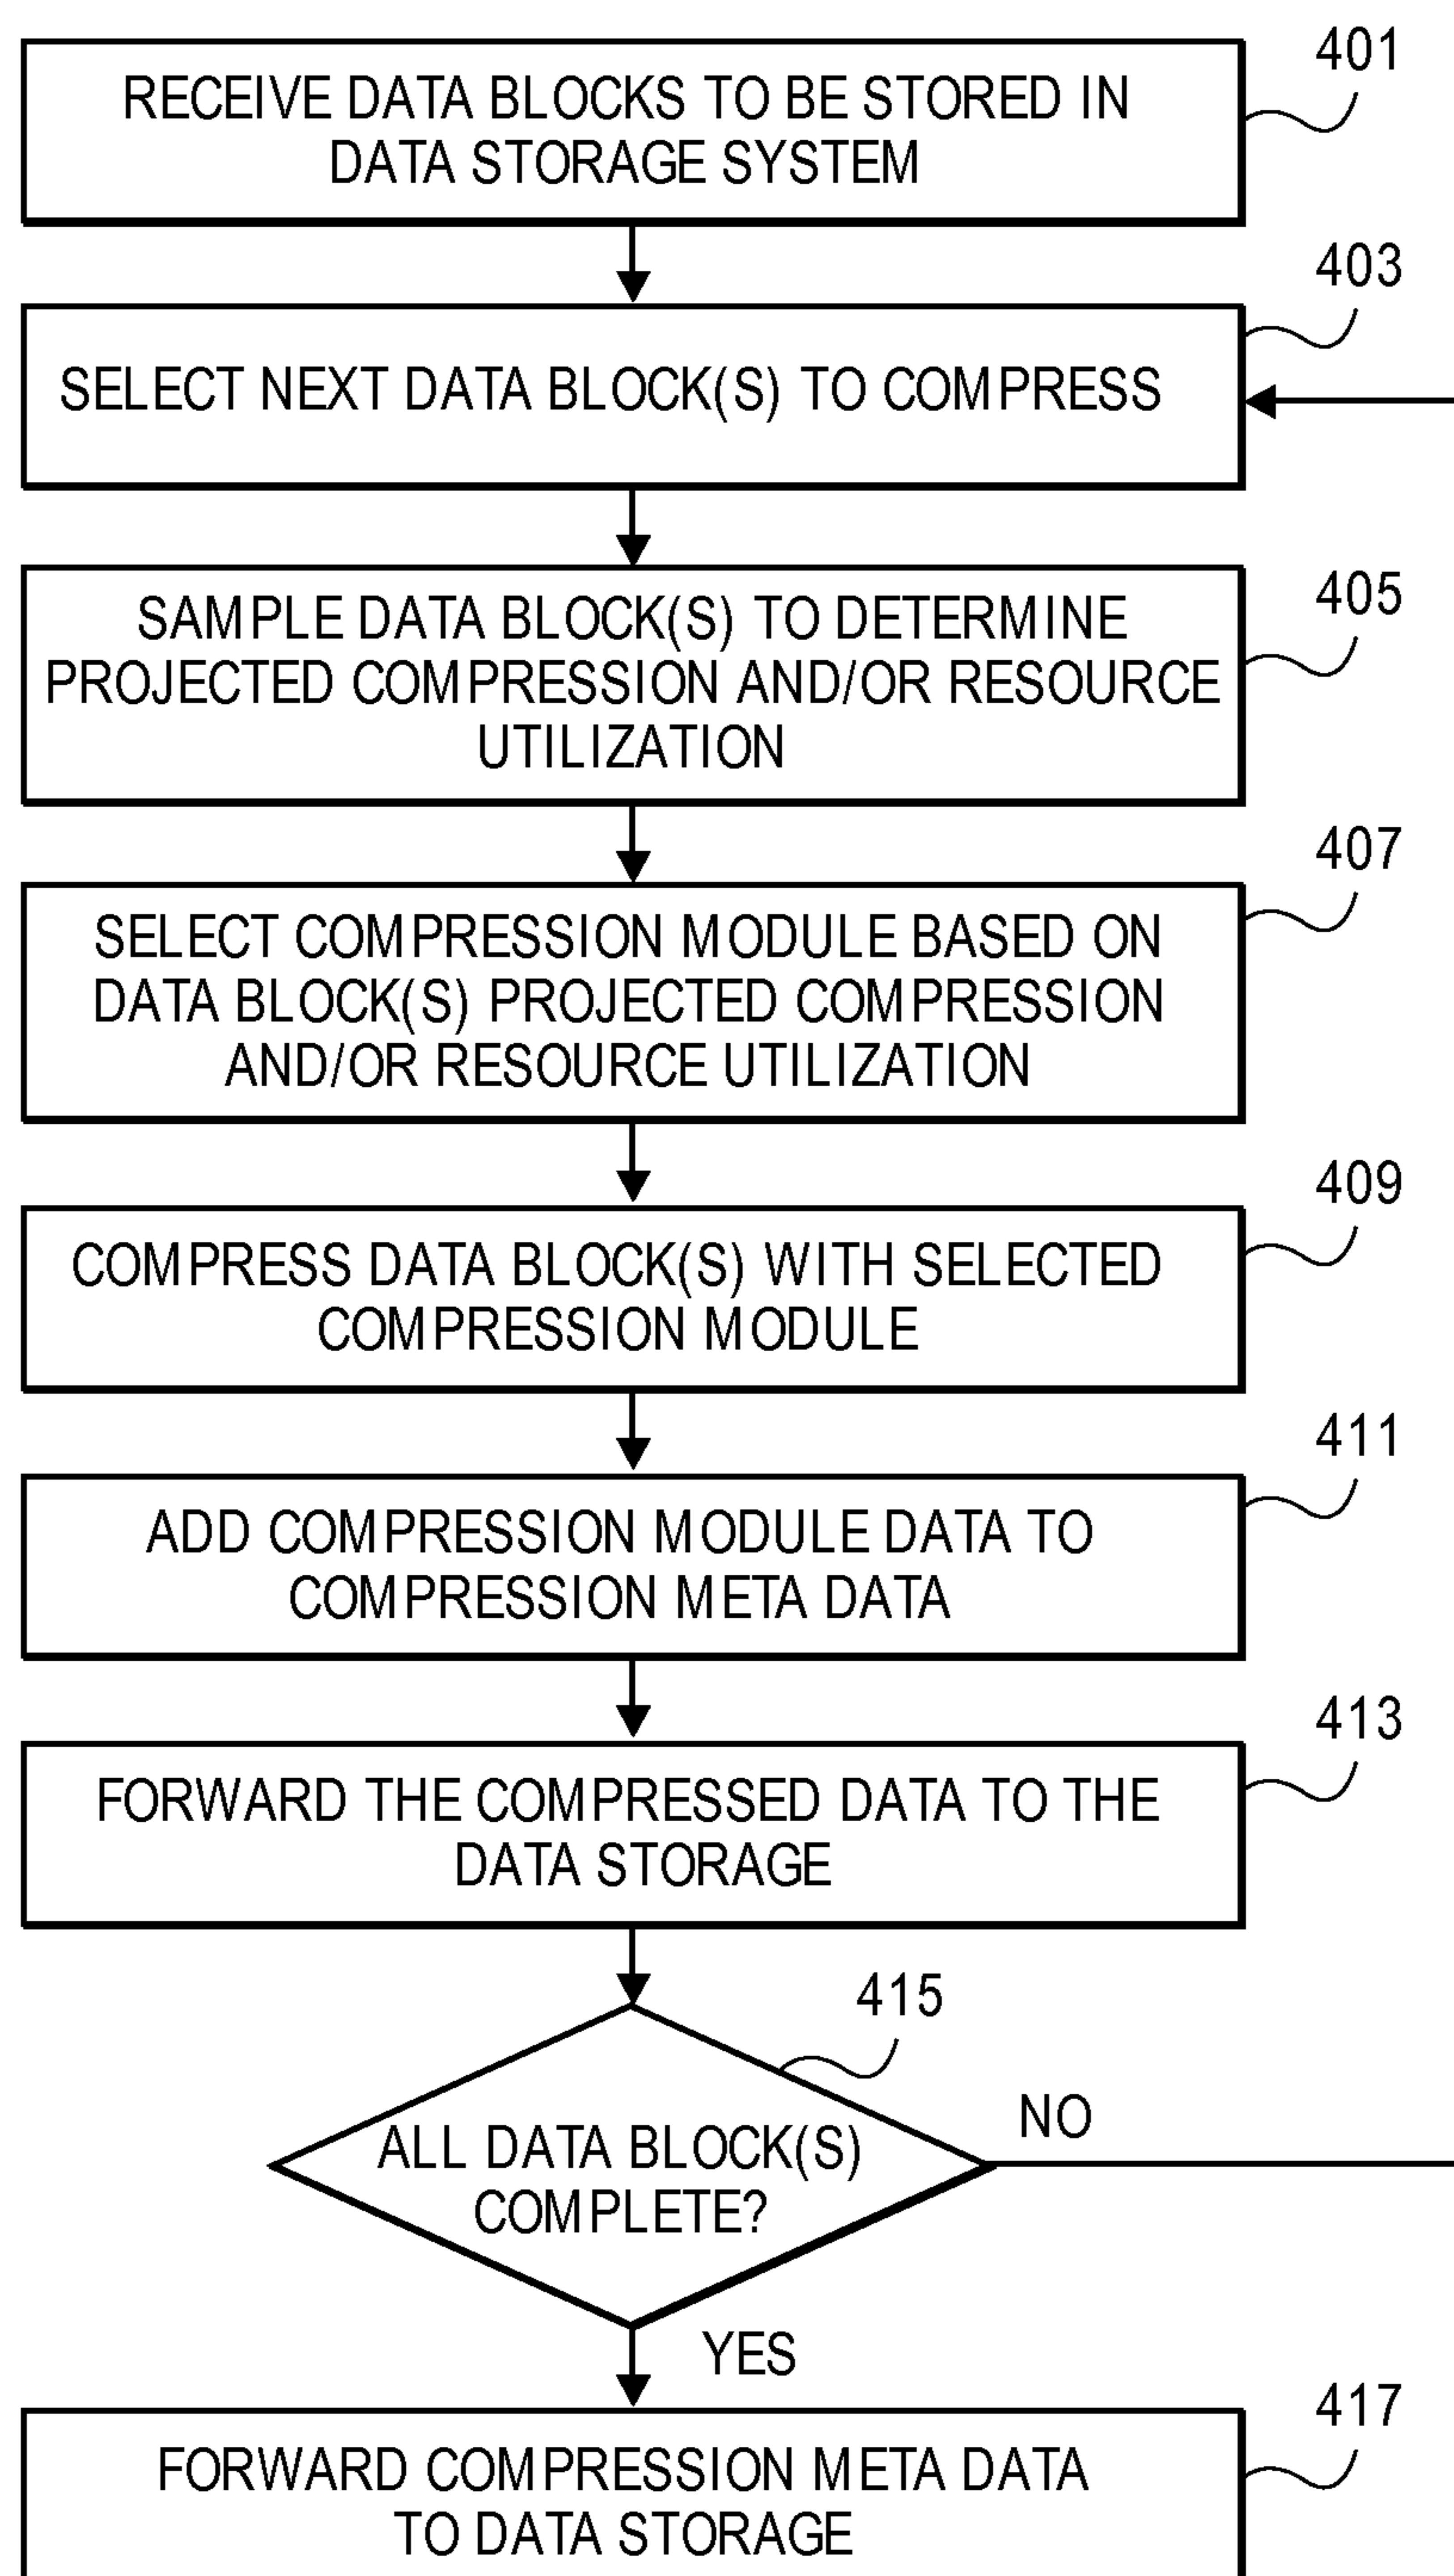 401
RECEIVE DATA BLOCKS TO BE STORED IN
DATA STORAGE SYSTEM
403
SELECT NEXT DATA BLOCK(S) TO COMPRESS
405
SAMPLE DATA BLOCK(S) TO DETERMINE
PROJECTED COMPRESSION AND/OR RESOURCE
UTILIZATION
407
SELECT COMPRESSION MODULE BASED ON
DATA BLOCK(S) PROJECTED COMPRESSION
AND/OR RESOURCE UTILIZATION
409
COMPRESS DATA BLOCK(S) WITH SELECTED
COMPRESSION MODULE
411
ADD COMPRESSION MODULE DATA TO
COMPRESSION META DATA
413
FORWARD THE COMPRESSED DATA TO THE
DATA STORAGE
415
NO
ALL DATA BLOCK(S)
COMPLETE?
YES
417
FORWARD COMPRESSION META DATA
TO DATA STORAGE